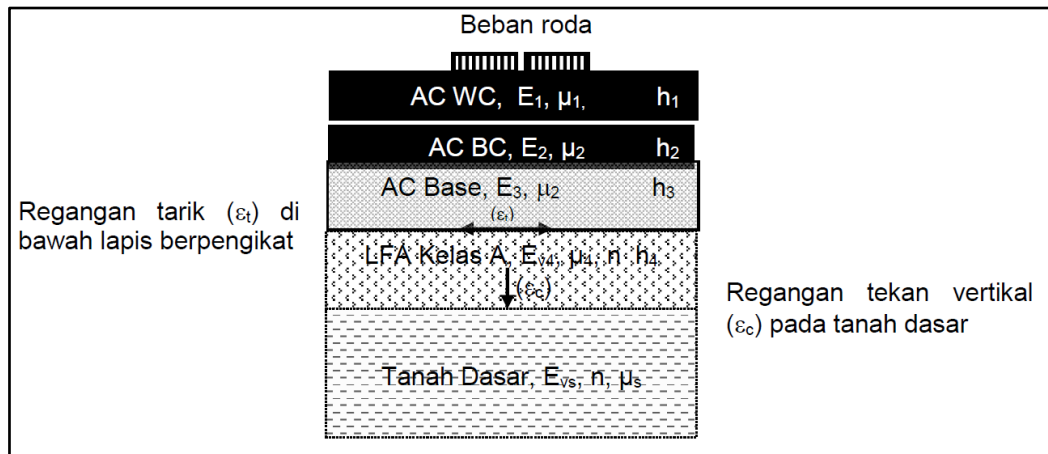 Beban roda
AC WC, E₁, µ₁, h₁
AC BC, E₂, µ₂ h₂
AC Base, E₃, µ₂ h₃
(εₜ)
Regangan tarik (εₜ) di
bawah lapis berpengikat
LFA Kelas A, Eᵥ₄, µ₄, n h₄
(ε꜀)
Regangan tekan vertikal
(ε꜀) pada tanah dasar
Tanah Dasar, Eᵥₛ, n, µₛ